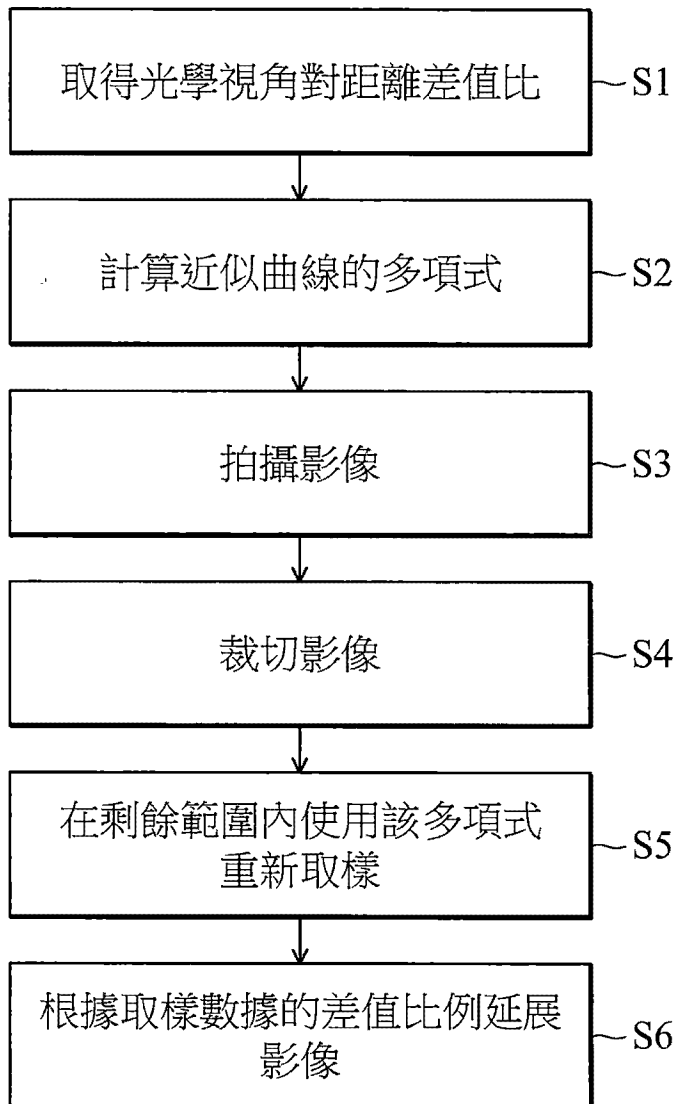 取得光學視角對距離差值比
S1
計算近似曲線的多項式
S2
拍攝影像
S3
裁切影像
S4
在剩餘範圍內使用該多項式
重新取樣
S5
根據取樣數據的差值比例延展
影像
S6